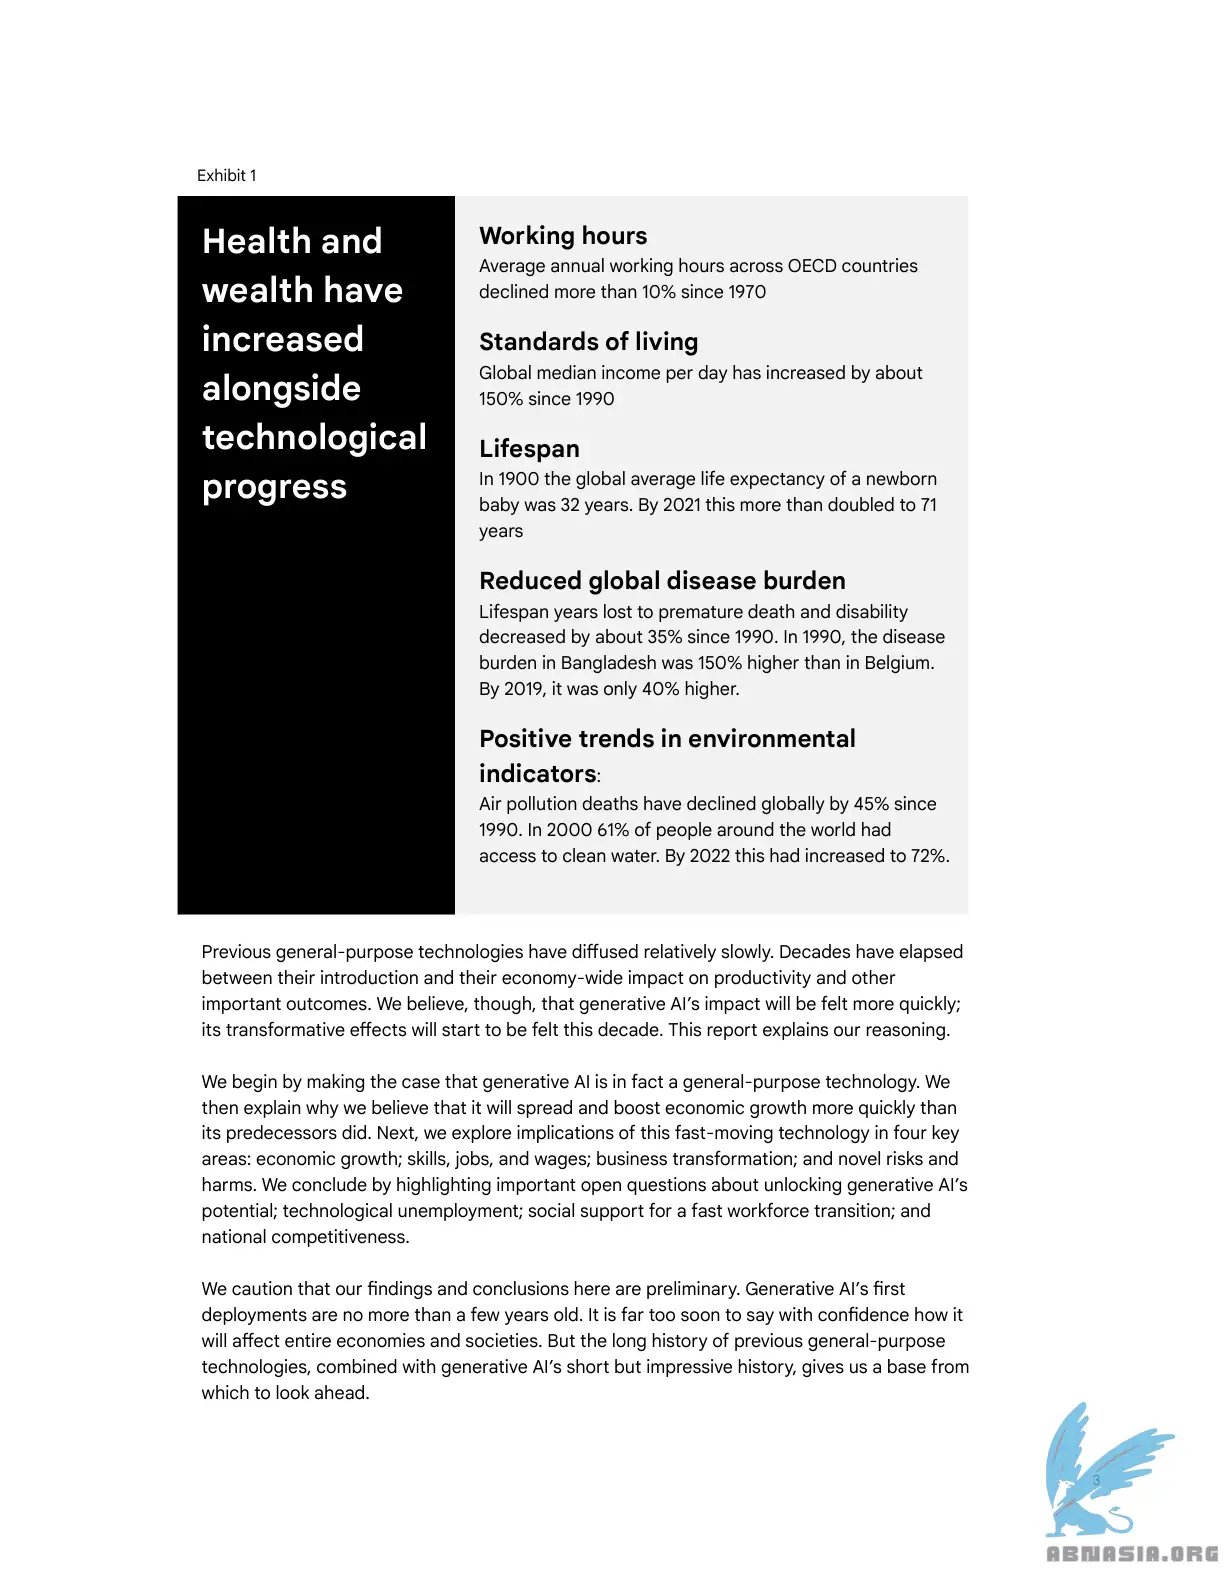 Exhibit 1
Health and
wealth have
increased
alongside
technological
progress
Working hours
Average annual working hours across OECD countries
declined more than 10% since 1970
Standards of living
Global median income per day has increased by about
150% since 1990
Lifespan
In 1900 the global average life expectancy of a newborn
baby was 32 years. By 2021 this more than doubled to 71
years
Reduced global disease burden
Lifespan years lost to premature death and disability
decreased by about 35% since 1990. In 1990, the disease
burden in Bangladesh was 150% higher than in Belgium.
By 2019, it was only 40% higher.
Positive trends in environmental
indicators:
Air pollution deaths have declined globally by 45% since
1990. In 2000 61% of people around the world had
access to clean water. By 2022 this had increased to 72%.
Previous general-purpose technologies have diffused relatively slowly. Decades have elapsed
between their introduction and their economy-wide impact on productivity and other
important outcomes. We believe, though, that generative AI’s impact will be felt more quickly;
its transformative effects will start to be felt this decade. This report explains our reasoning.
We begin by making the case that generative AI is in fact a general-purpose technology. We
then explain why we believe that it will spread and boost economic growth more quickly than
its predecessors did. Next, we explore implications of this fast-moving technology in four key
areas: economic growth; skills, jobs, and wages; business transformation; and novel risks and
harms. We conclude by highlighting important open questions about unlocking generative AI’s
potential; technological unemployment; social support for a fast workforce transition; and
national competitiveness.
We caution that our findings and conclusions here are preliminary. Generative AI’s first
deployments are no more than a few years old. It is far too soon to say with confidence how it
will affect entire economies and societies. But the long history of previous general-purpose
technologies, combined with generative AI’s short but impressive history, gives us a base from
which to look ahead.
3
ABNASIA.ORG